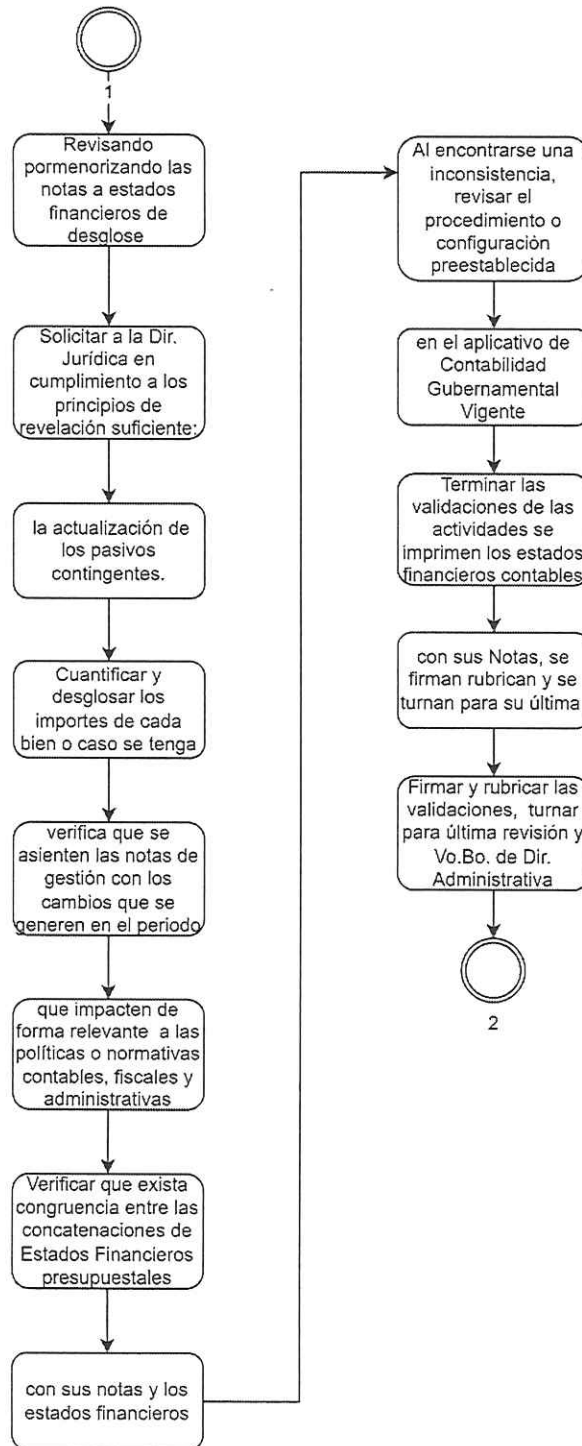 1
Revisando
pormenorizando las
notas a estados
financieros de
desglose
Solicitar a la Dir.
Jurídica en
cumplimiento a los
principios de
revelación suficiente:
la actualización de
los pasivos
contingentes.
Cuantificar y
desglosar los
importes de cada
bien o caso se tenga
verifica que se
asienten las notas de
gestión con los
cambios que se
generen en el periodo
que impacten de
forma relevante a las
políticas o normativas
contables, fiscales y
administrativas
Verificar que exista
congruencia entre las
concatenaciones de
Estados Financieros
presupuestales
con sus notas y los
estados financieros
Al encontrarse una
inconsistencia,
revisar el
procedimiento o
configuración
preestablecida
en el aplicativo de
Contabilidad
Gubernamental
Vigente
Terminar las
validaciones de las
actividades se
imprimen los estados
financieros contables
con sus Notas, se
firman rubrican y se
turnan para su última
Firmar y rubricar las
validaciones, turnar
para última revisión y
Vo.Bo. de Dir.
Administrativa
2